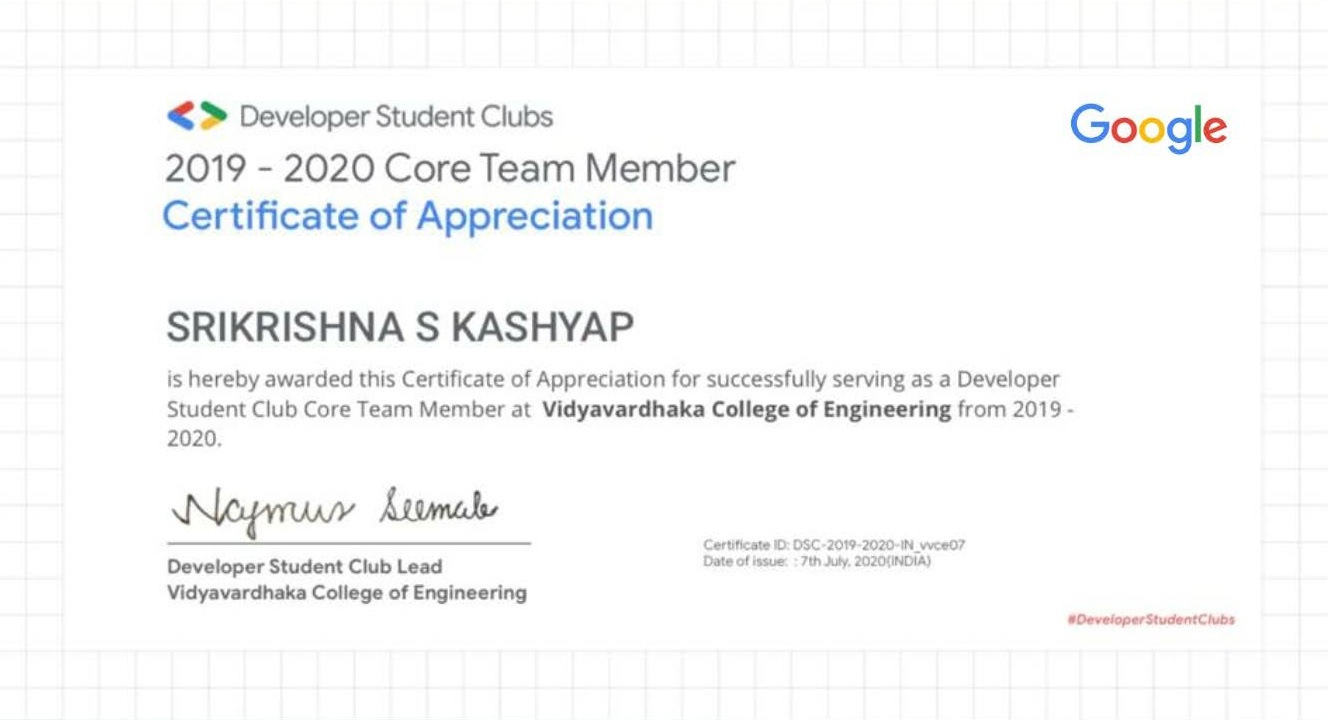 Developer Student Clubs
Google
2019 - 2020 Core Team Member
Certificate of Appreciation
SRIKRISHNA S KASHYAP
is hereby awarded this Certificate of Appreciation for successfully serving as a Developer
Student Club Core Team Member at Vidyavardhaka College of Engineering from 2019 -
2020.
Developer Student Club Lead
Vidyavardhaka College of Engineering
Certificate ID: DSC-2019-2020-IN_vvce07
Date of issue: : 7th July, 2020(INDIA)
#DeveloperStudentClubs